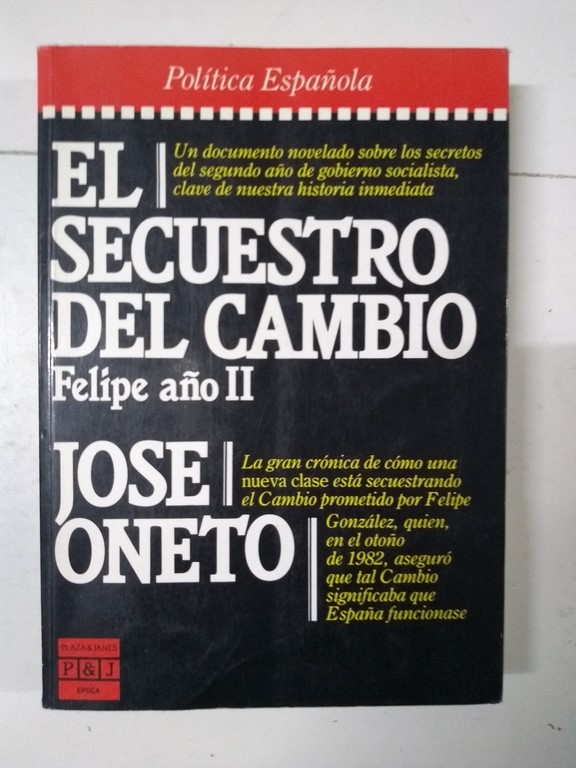 Política Española
EL
Un documento novelado sobre los secretos
del segundo año de gobierno socialista,
clave de nuestra historia inmediata
SECUESTRO
DEL CAMBIO
Felipe año II
JOSE
ONETO
La gran crónica de cómo una
nueva clase está secuestrando
el Cambio prometido por Felipe
González, quien,
en el otoño
de 1982, aseguró
que tal Cambio
significaba que
España funcionase
PLAZA & JANES
P & J
EPOCA